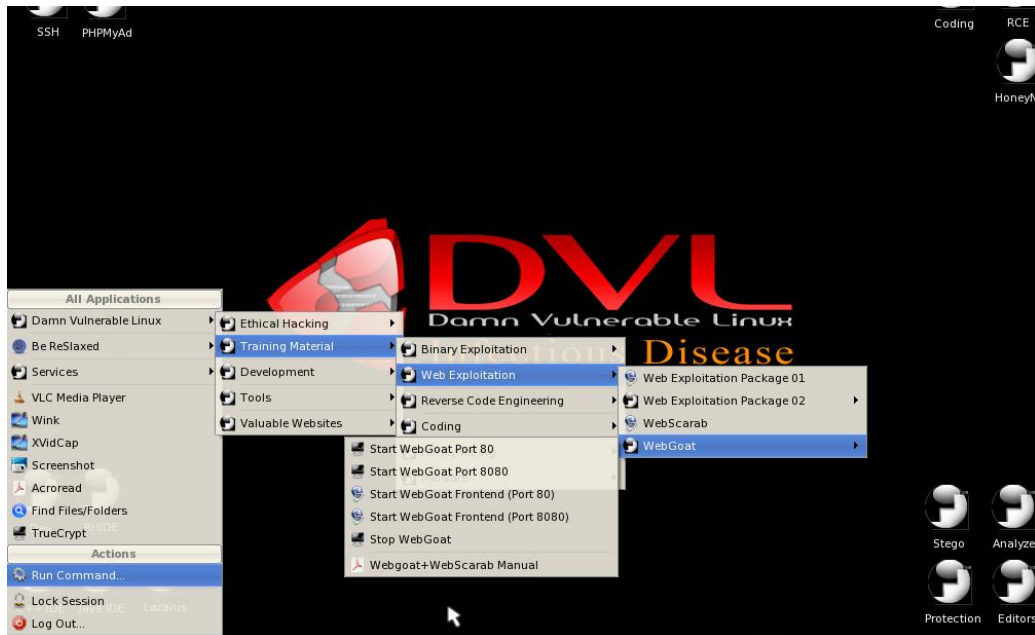 SSH
PHPMyAd
Coding
RCE
HoneyN
DVL
Damn Vulnerable Linux
Infectious Disease
All Applications
Damn Vulnerable Linux
Be ReSlaxed
Services
VLC Media Player
Wink
XVidCap
Screenshot
Acroread
Find Files/Folders
TrueCrypt
Actions
Run Command...
Lock Session
Log Out...
Ethical Hacking
Training Material
Development
Tools
Valuable Websites
Binary Exploitation
Web Exploitation
Reverse Code Engineering
Coding
Web Exploitation Package 01
Web Exploitation Package 02
WebScarab
WebGoat
Start WebGoat Port 80
Start WebGoat Port 8080
Start WebGoat Frontend (Port 80)
Start WebGoat Frontend (Port 8080)
Stop WebGoat
Webgoat+WebScarab Manual
Lazarus
Stego
Analyze
Protection
Editors